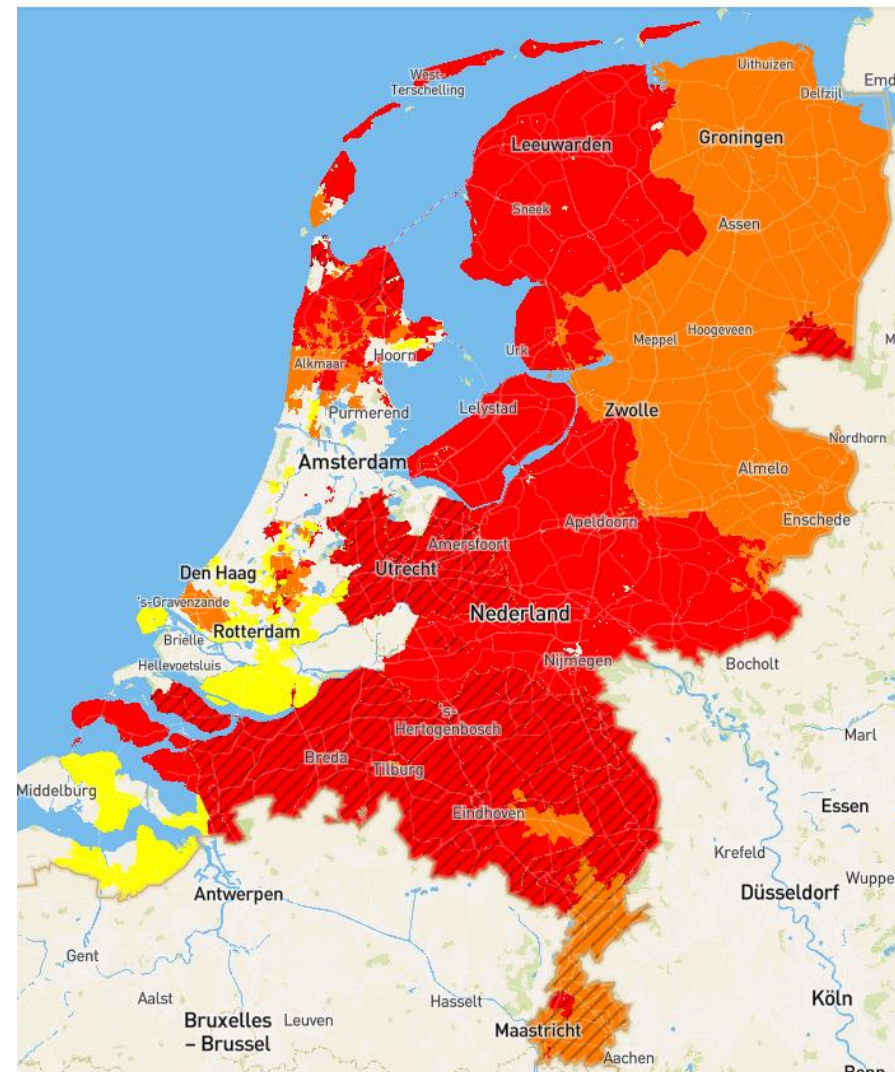 West-
Terschelling
Uithuizen
Emd
Delfzijl
Leeuwarden
Groningen
Sneek
Assen
Urk
Meppel
Hoogeveen
Hoorn
Alkmaar
Purmerend
Lelystad
Zwolle
Nordhorn
Amsterdam
Almelo
Enschede
Apeldoorn
Amersfoort
Utrecht
Den Haag
's-Gravenzande
Nederland
Rotterdam
Brielle
Hellevoetsluis
Nijmegen
Bocholt
's-
Hertogenbosch
Marl
Breda
Tilburg
Middelburg
Eindhoven
Essen
Krefeld
Wuppe
Antwerpen
Düsseldorf
Gent
Aalst
Hasselt
Köln
Bruxelles
– Brussel
Leuven
Maastricht
Aachen